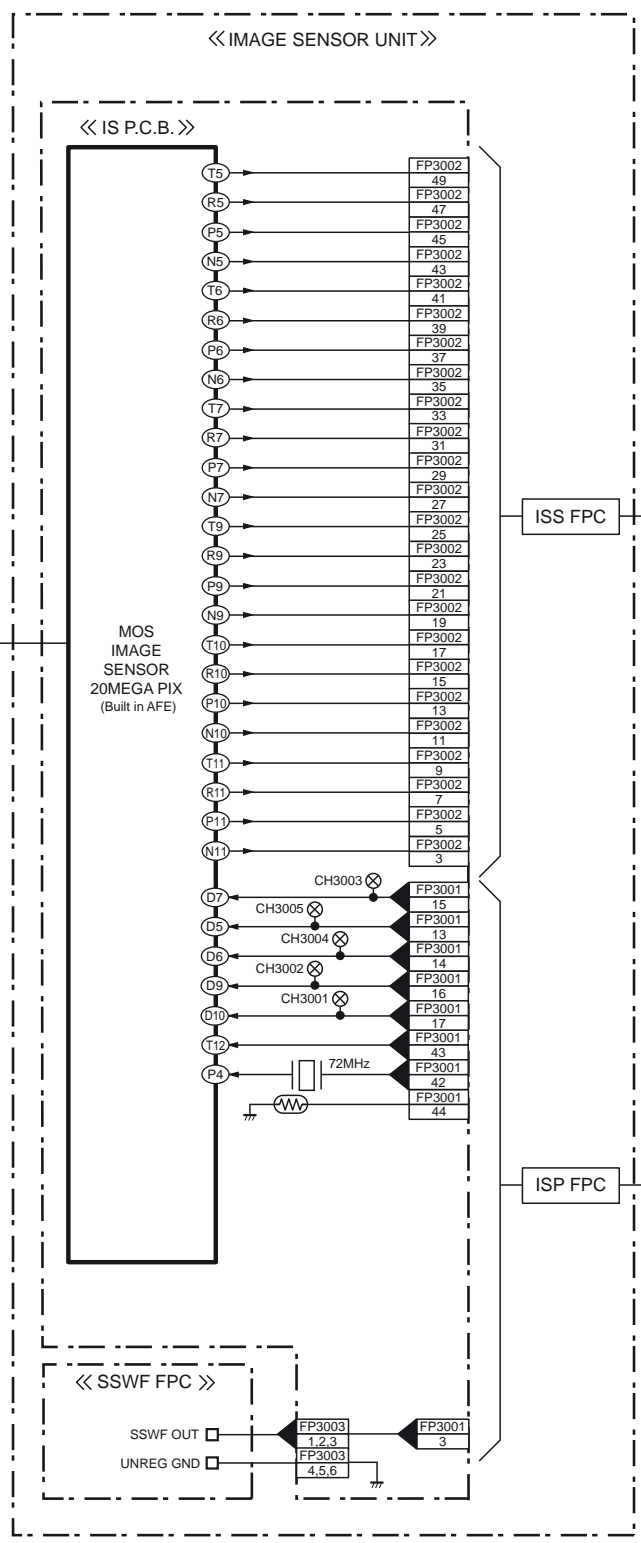 ≪IMAGE SENSOR UNIT≫
≪ IS P.C.B. ≫
MOS
IMAGE
SENSOR
20MEGA PIX
(Built in AFE)
T5 FP3002
49
R5 FP3002
47
P5 FP3002
45
N5 FP3002
43
T6 FP3002
41
R6 FP3002
39
P6 FP3002
37
N6 FP3002
35
T7 FP3002
33
R7 FP3002
31
P7 FP3002
29
N7 FP3002
27
T9 FP3002
25
R9 FP3002
23
P9 FP3002
21
N9 FP3002
19
T10 FP3002
17
R10 FP3002
15
P10 FP3002
13
N10 FP3002
11
T11 FP3002
9
R11 FP3002
7
P11 FP3002
5
N11 FP3002
3
ISS FPC
CH3003
D7 FP3001
15
CH3005
D5 FP3001
13
CH3004
D6 FP3001
14
CH3002
D9 FP3001
16
CH3001
D10 FP3001
17
T12 FP3001
43
72MHz
P4 FP3001
42
FP3001
44
ISP FPC
≪ SSWF FPC ≫
SSWF OUT FP3003 FP3001
1,2,3 3
UNREG GND FP3003
4,5,6